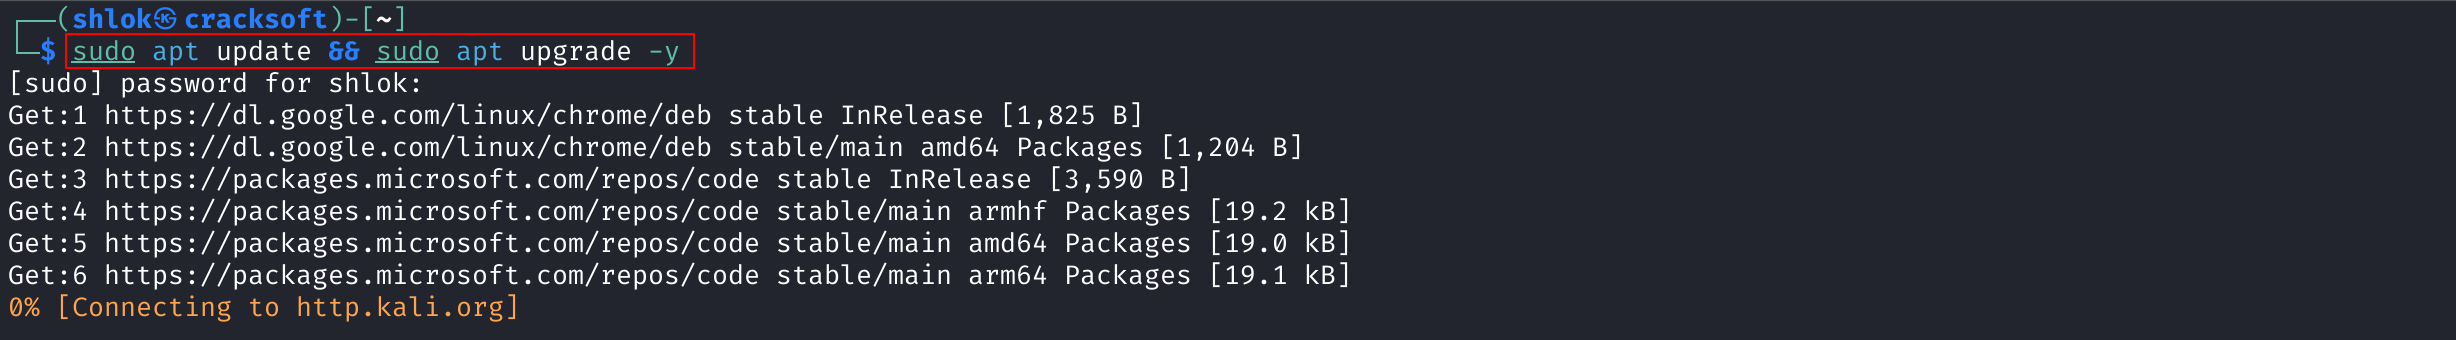 ┌──(shlok㉿cracksoft)-[~]
└─$ sudo apt update && sudo apt upgrade -y
[sudo] password for shlok:
Get:1 https://dl.google.com/linux/chrome/deb stable InRelease [1,825 B]
Get:2 https://dl.google.com/linux/chrome/deb stable/main amd64 Packages [1,204 B]
Get:3 https://packages.microsoft.com/repos/code stable InRelease [3,590 B]
Get:4 https://packages.microsoft.com/repos/code stable/main armhf Packages [19.2 kB]
Get:5 https://packages.microsoft.com/repos/code stable/main amd64 Packages [19.0 kB]
Get:6 https://packages.microsoft.com/repos/code stable/main arm64 Packages [19.1 kB]
0% [Connecting to http.kali.org]